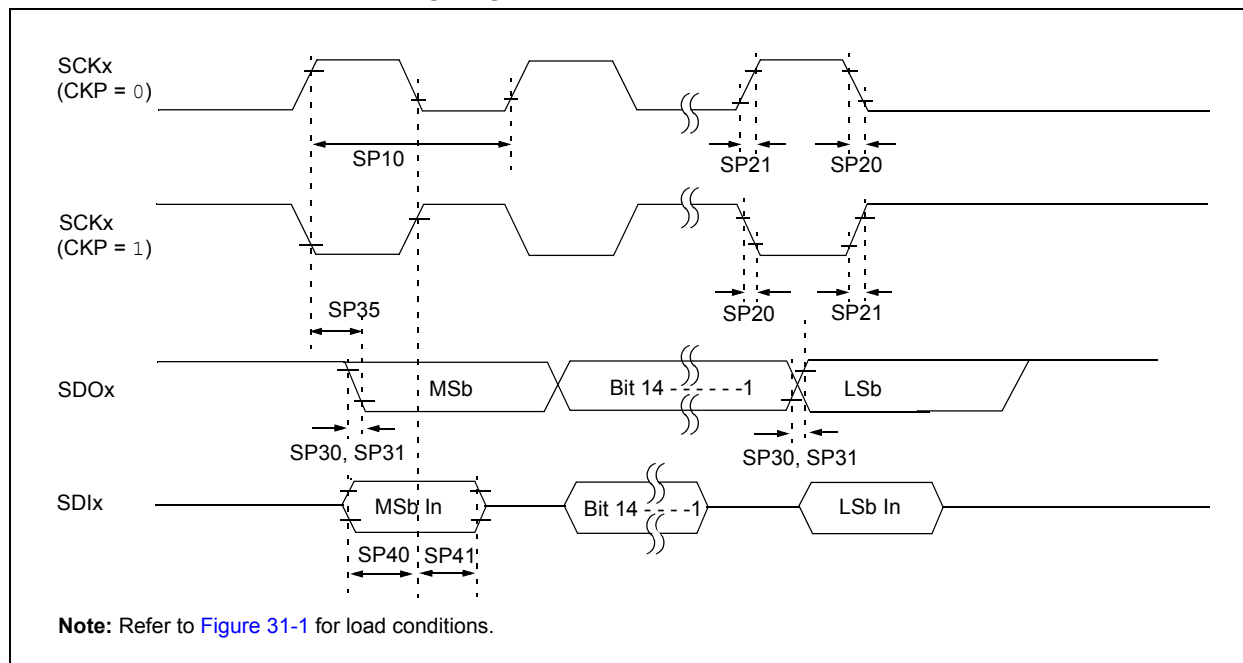 SCKx
(CKP = 0)
SP10
SP21
SP20
SCKx
(CKP = 1)
SP35
SP20
SP21
SDOx
MSb
Bit 14 - - - - - -1
LSb
SP30, SP31
SP30, SP31
SDIx
MSb In
Bit 14 - - - -1
LSb In
SP40
SP41
Note: Refer to Figure 31-1 for load conditions.